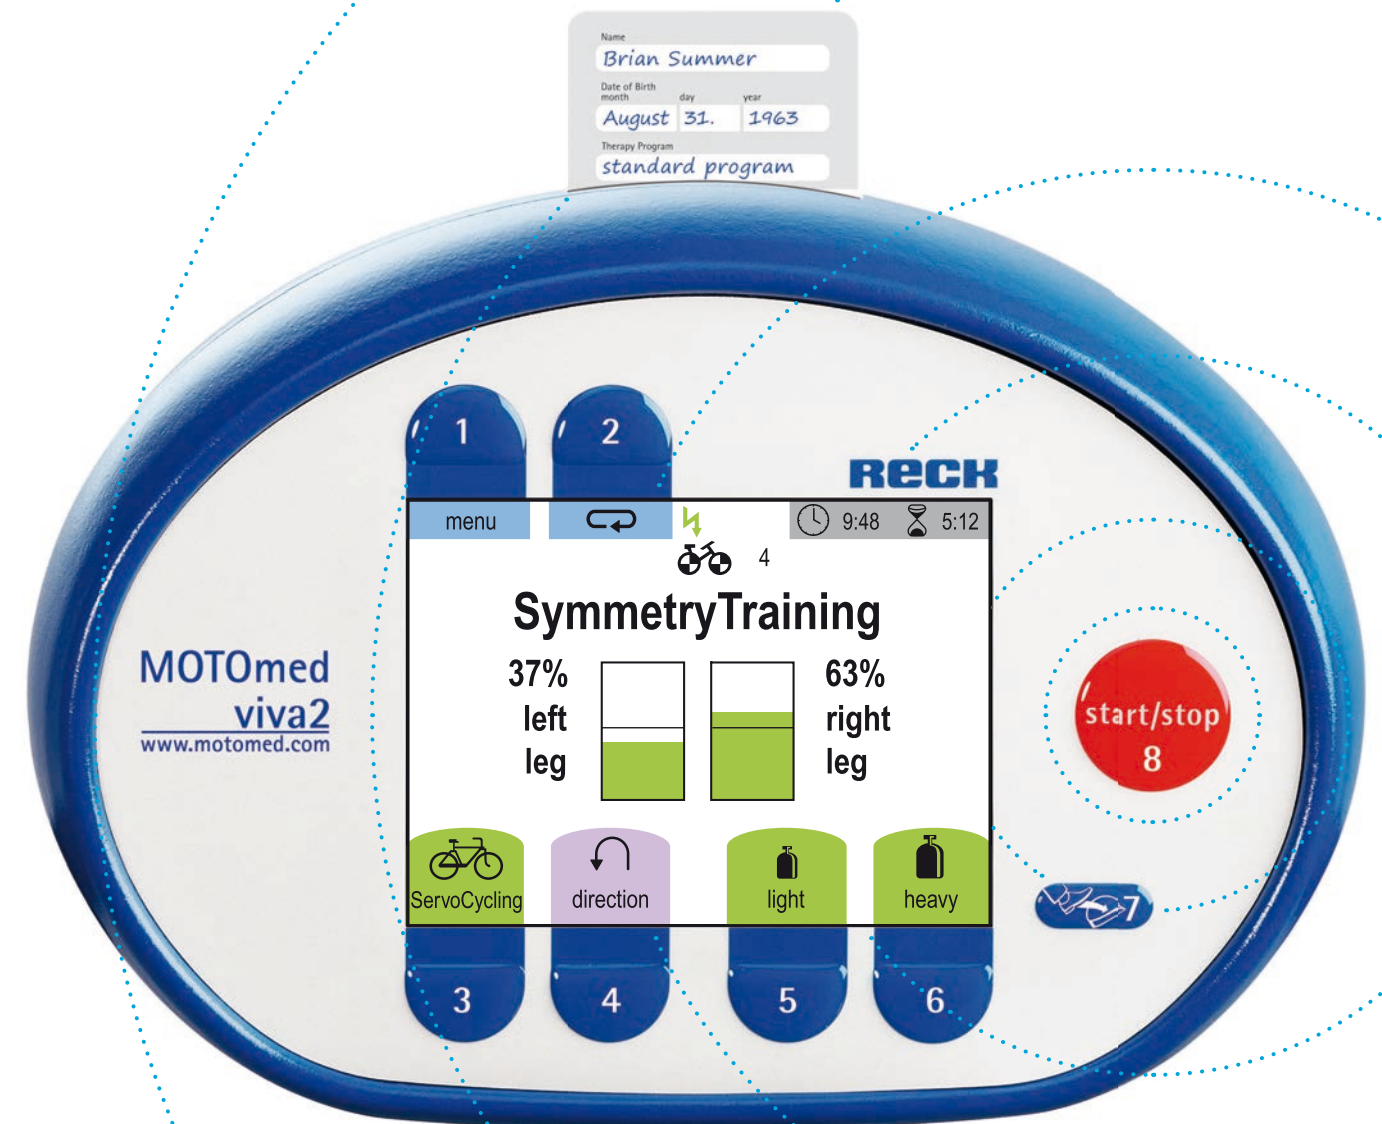 Name
Brian Summer
Date of Birth
month day year
August 31. 1963
Therapy Program
standard program
1 2
RECK
menu 9:48 5:12
4
SymmetryTraining
37% 63%
left right
leg leg
MOTOmed
viva2
www.motomed.com
start/stop
8
ServoCycling direction light heavy
7
3 4 5 6